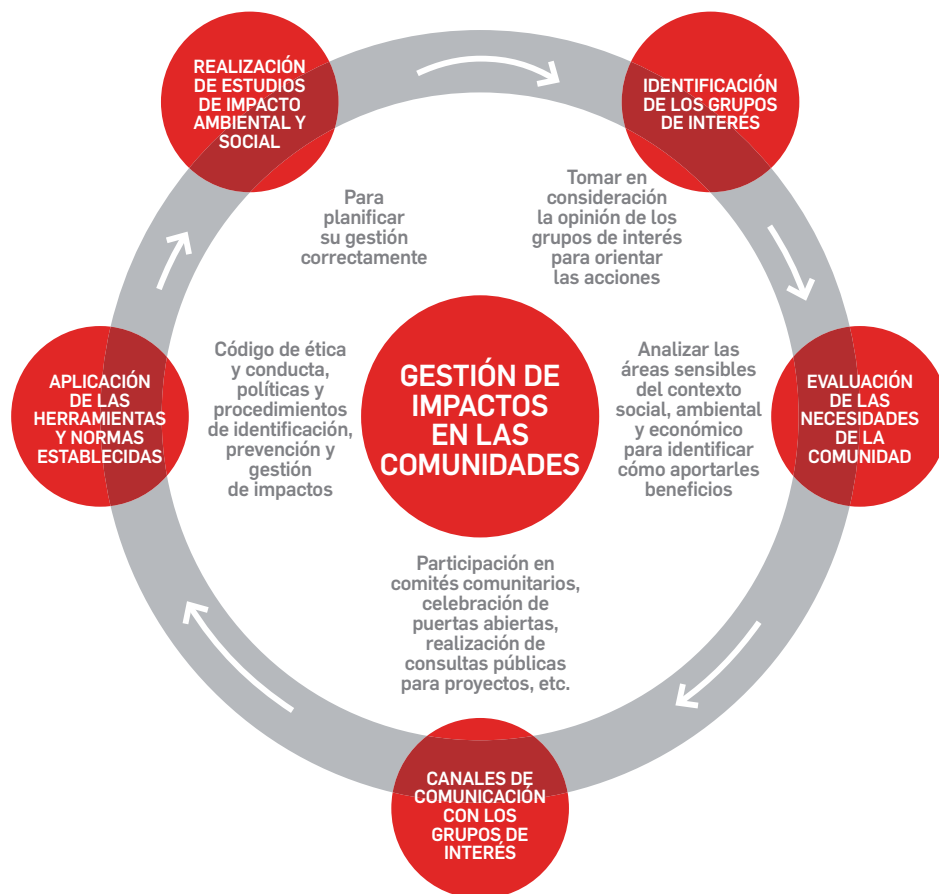 REALIZACIÓN
DE ESTUDIOS
DE IMPACTO
AMBIENTAL Y
SOCIAL
IDENTIFICACIÓN
DE LOS GRUPOS
DE INTERÉS
Para
planificar
su gestión
correctamente
Tomar en
consideración
la opinión de los
grupos de interés
para orientar
las acciones
APLICACIÓN
DE LAS
HERRAMIENTAS
Y NORMAS
ESTABLECIDAS
Código de ética
y conducta,
políticas y
procedimientos
de identificación,
prevención y
gestión
de impactos
GESTIÓN DE
IMPACTOS
EN LAS
COMUNIDADES
Analizar las
áreas sensibles
del contexto
social, ambiental
y económico
para identificar
cómo aportarles
beneficios
EVALUACIÓN
DE LAS
NECESIDADES
DE LA
COMUNIDAD
Participación en
comités comunitarios,
celebración de
puertas abiertas,
realización de
consultas públicas
para proyectos, etc.
CANALES DE
COMUNICACIÓN
CON LOS
GRUPOS DE
INTERÉS